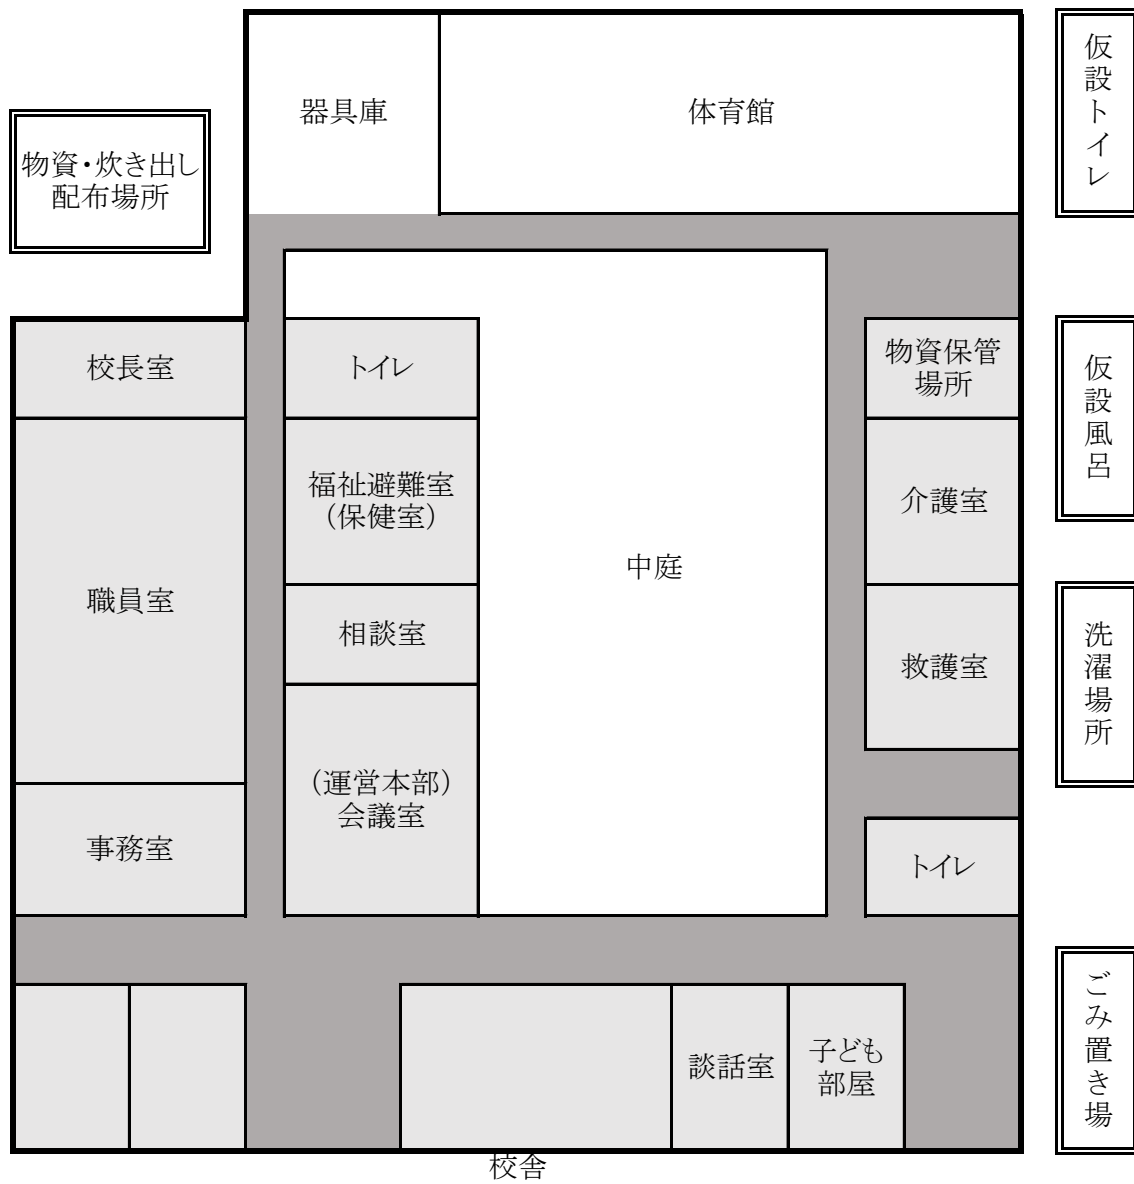 器具庫
体育館
仮設トイレ
物資・炊き出し
配布場所
校長室
トイレ
物資保管
場所
仮設風呂
福祉避難室
（保健室）
介護室
中庭
職員室
相談室
救護室
洗濯場所
（運営本部）
会議室
事務室
トイレ
ごみ置き場
談話室
子ども
部屋
校舎